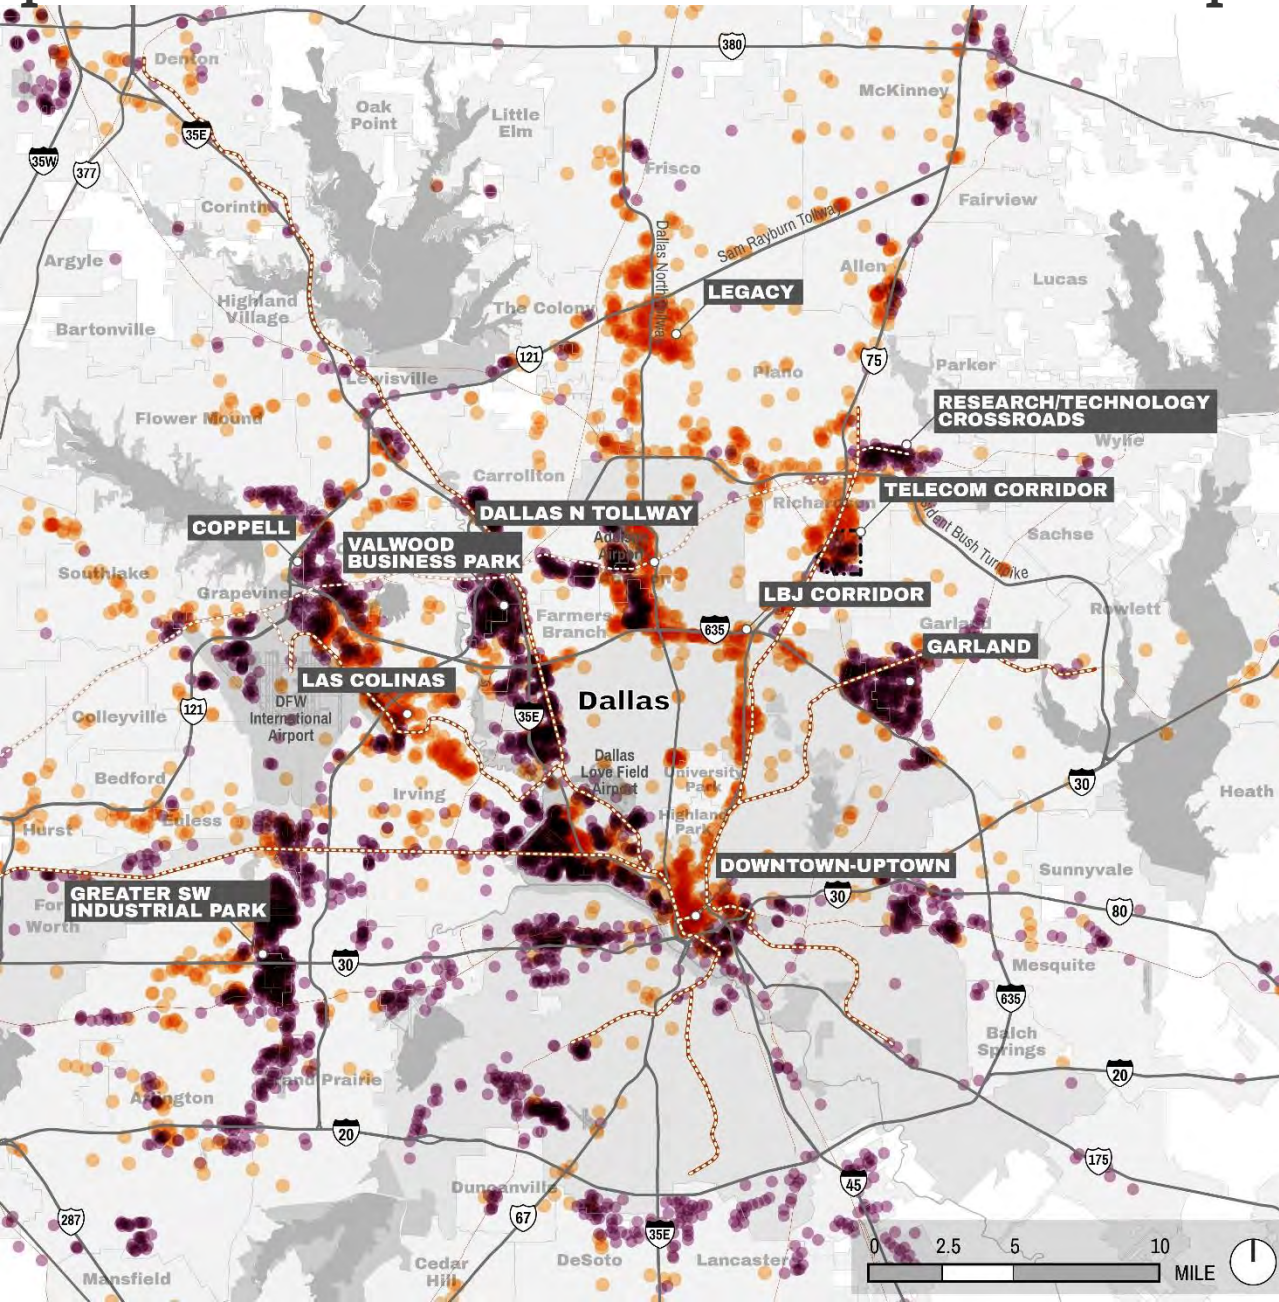 380
Denton
McKinney
Oak
Point
Little
Elm
35E
35W
377
Frisco
Corinth
Fairview
Dallas North Tollway
Sam Rayburn Tollway
Argyle
Allen
Lucas
Highland
Village
LEGACY
The Colony
Bartonville
121
75
Parker
Plano
Lewisville
RESEARCH/TECHNOLOGY
CROSSROADS
Flower Mound
Wylie
Carrollton
TELECOM CORRIDOR
Richardson
DALLAS N TOLLWAY
COPPELL
VALWOOD
BUSINESS PARK
Airport
Sachse
Southlake
Grapevine
LBJ CORRIDOR
Rowlett
Farmers
Branch
635
Garland
GARLAND
LAS COLINAS
Dallas
DFW
International
Airport
121
Colleyville
35E
Dallas
Love Field
Airport
University
Park
Bedford
30
Irving
Heath
Hurst
Euless
Highland
Park
DOWNTOWN-UPTOWN
Sunnyvale
GREATER SW
INDUSTRIAL PARK
30
80
Worth
30
Mesquite
635
Balch
Springs
20
Grand Prairie
Arlington
20
175
Duncanville
45
287
67
35E
Cedar
Hill
DeSoto
Lancaster
Mansfield
0 2.5 5 10
MILE